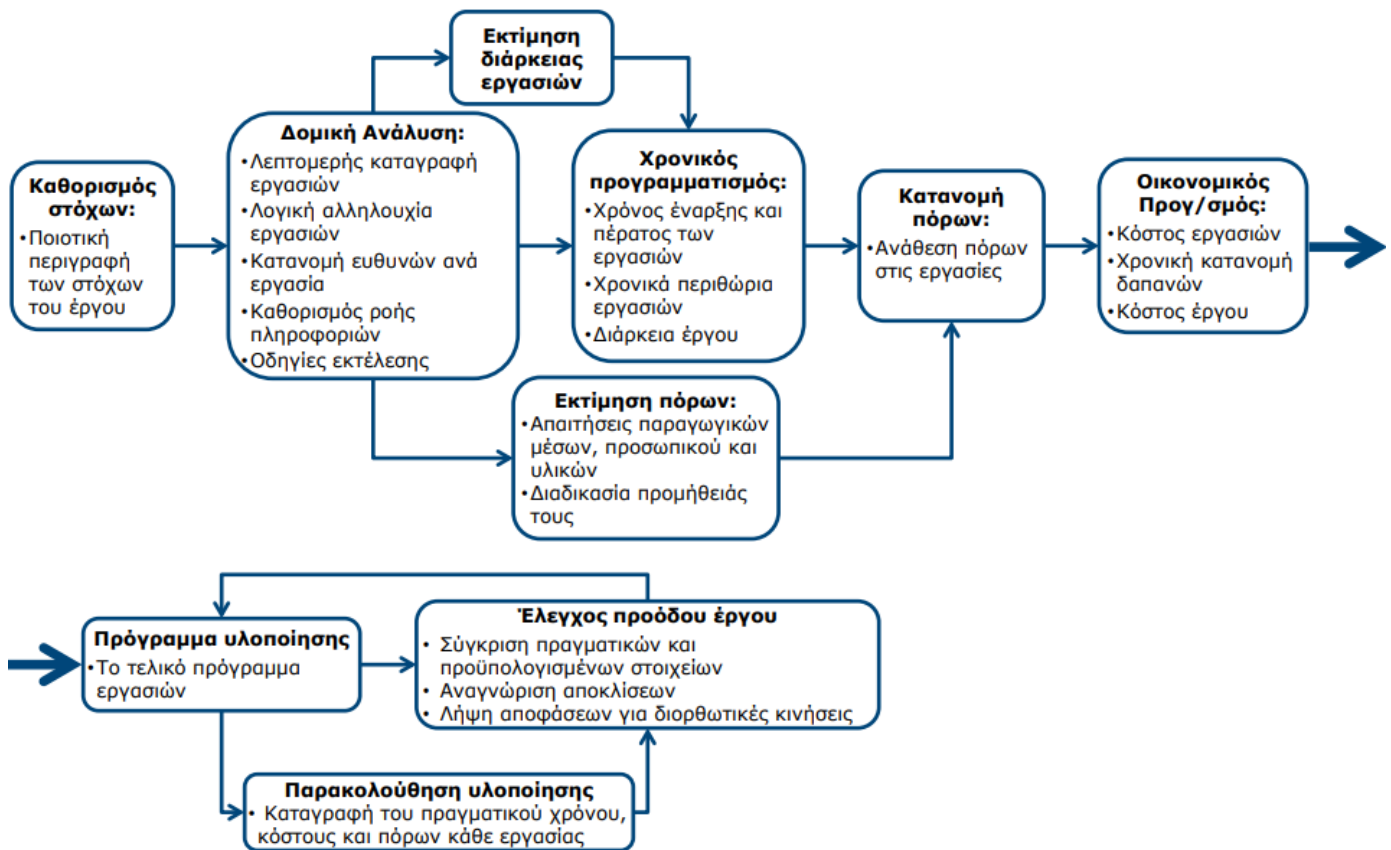 Εκτίμηση
διάρκειας
εργασιών
Καθορισμός
στόχων:
•Ποιοτική
περιγραφή
των στόχων
του έργου
Δομική Ανάλυση:
•Λεπτομερής καταγραφή
εργασιών
•Λογική αλληλουχία
εργασιών
•Κατανομή ευθυνών ανά
εργασία
•Καθορισμός ροής
πληροφοριών
•Οδηγίες εκτέλεσης
Χρονικός
προγραμματισμός:
•Χρόνος έναρξης και
πέρατος των
εργασιών
•Χρονικά περιθώρια
εργασιών
•Διάρκεια έργου
Κατανομή
πόρων:
•Ανάθεση πόρων
στις εργασίες
Οικονομικός
Προγ/σμός:
•Κόστος εργασιών
•Χρονική κατανομή
δαπανών
•Κόστος έργου
Εκτίμηση πόρων:
•Απαιτήσεις παραγωγικών
μέσων, προσωπικού και
υλικών
•Διαδικασία προμήθειάς
τους
Πρόγραμμα υλοποίησης
•Το τελικό πρόγραμμα
εργασιών
Έλεγχος προόδου έργου
• Σύγκριση πραγματικών και
προϋπολογισμένων στοιχείων
• Αναγνώριση αποκλίσεων
• Λήψη αποφάσεων για διορθωτικές κινήσεις
Παρακολούθηση υλοποίησης
• Καταγραφή του πραγματικού χρόνου,
κόστους και πόρων κάθε εργασίας